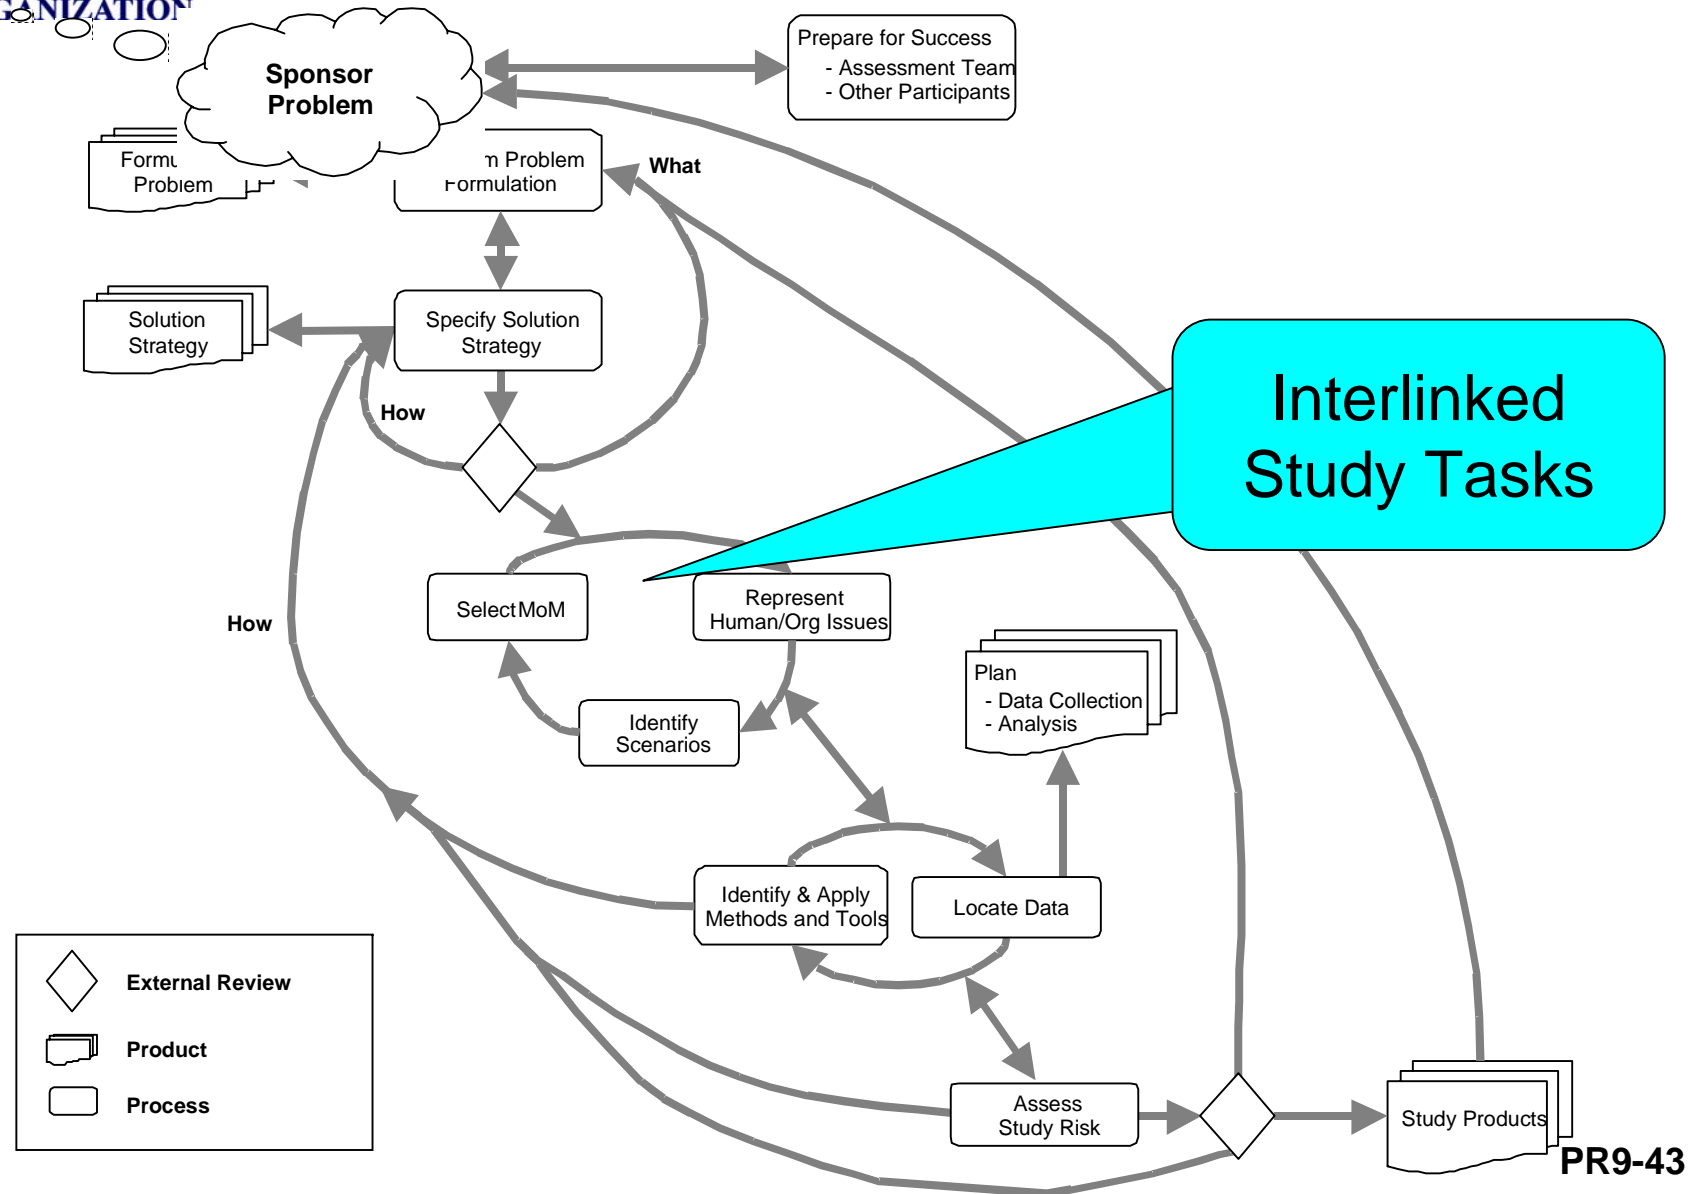 Sponsor
Problem
Prepare for Success
- Assessment Team
- Other Participants
Problem
Problem
Formulation
What
Solution
Strategy
Specify Solution
Strategy
How
Interlinked
Study Tasks
Select MoM
Represent
Human/Org Issues
How
Plan
- Data Collection
- Analysis
Identify
Scenarios
Identify & Apply
Methods and Tools
Locate Data
External Review
Product
Process
Assess
Study Risk
Study Products
PR9-43